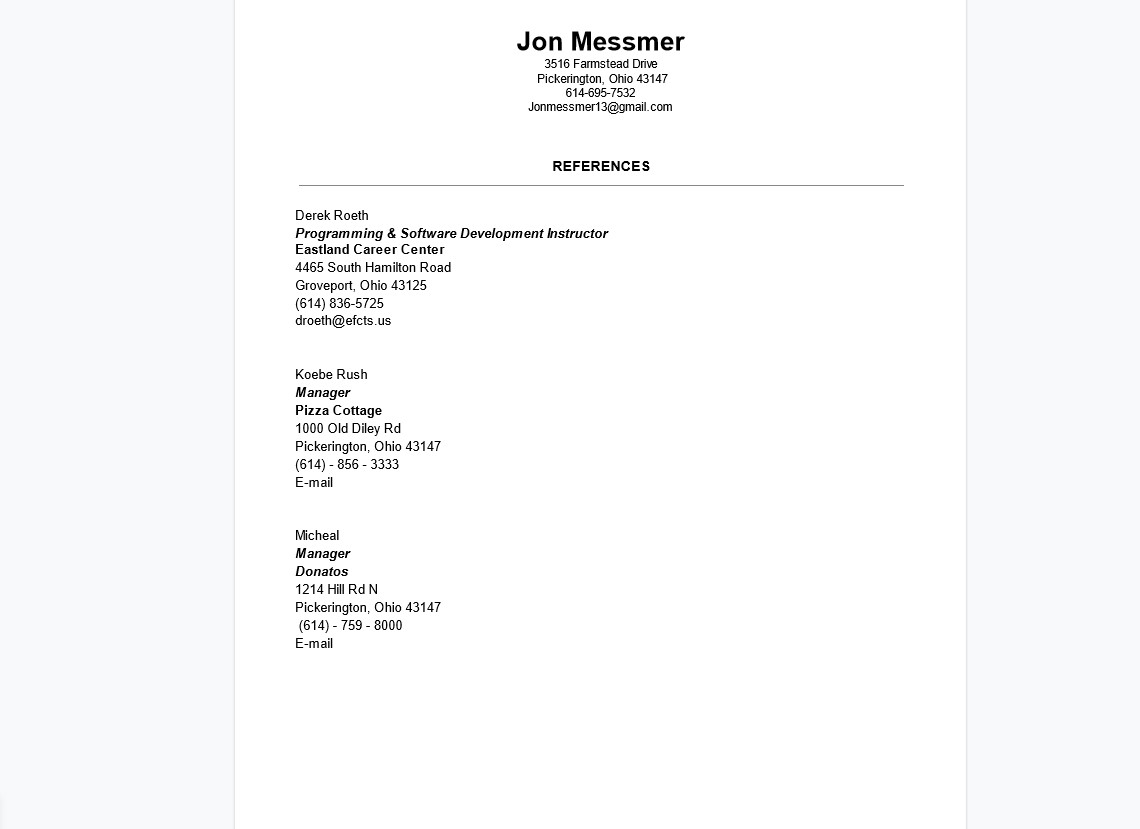 Jon Messmer
3516 Farmstead Drive
Pickerington, Ohio 43147
614-695-7532
Jonmessmer13@gmail.com
REFERENCES
Derek Roeth
Programming & Software Development Instructor
Eastland Career Center
4465 South Hamilton Road
Groveport, Ohio 43125
(614) 836-5725
droeth@efcts.us
Koebe Rush
Manager
Pizza Cottage
1000 Old Diley Rd
Pickerington, Ohio 43147
(614) - 856 - 3333
E-mail
Micheal
Manager
Donatos
1214 Hill Rd N
Pickerington, Ohio 43147
(614) - 759 - 8000
E-mail